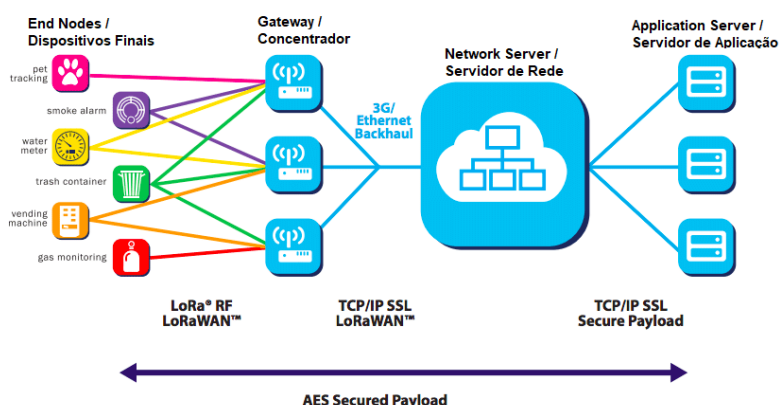 End Nodes /
Dispositivos Finais
Gateway /
Concentrador
Network Server /
Servidor de Rede
Application Server /
Servidor de Aplicação
pet
tracking
smoke alarm
water
meter
trash container
vending
machine
gas monitoring
3G/
Ethernet
Backhaul
LoRa® RF
LoRaWAN™
TCP/IP SSL
LoRaWAN™
TCP/IP SSL
Secure Payload
AES Secured Payload